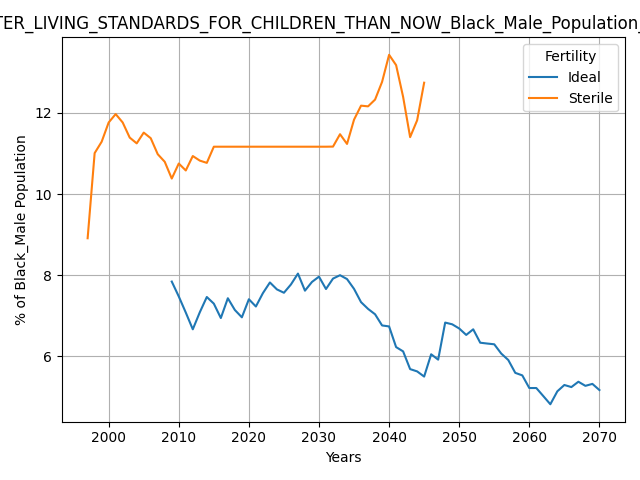 TER_LIVING_STANDARDS_FOR_CHILDREN_THAN_NOW_Black_Male_Population_
Fertility
Ideal
Sterile
% of Black_Male Population
12
10
8
6
2000 2010 2020 2030 2040 2050 2060 2070
Years